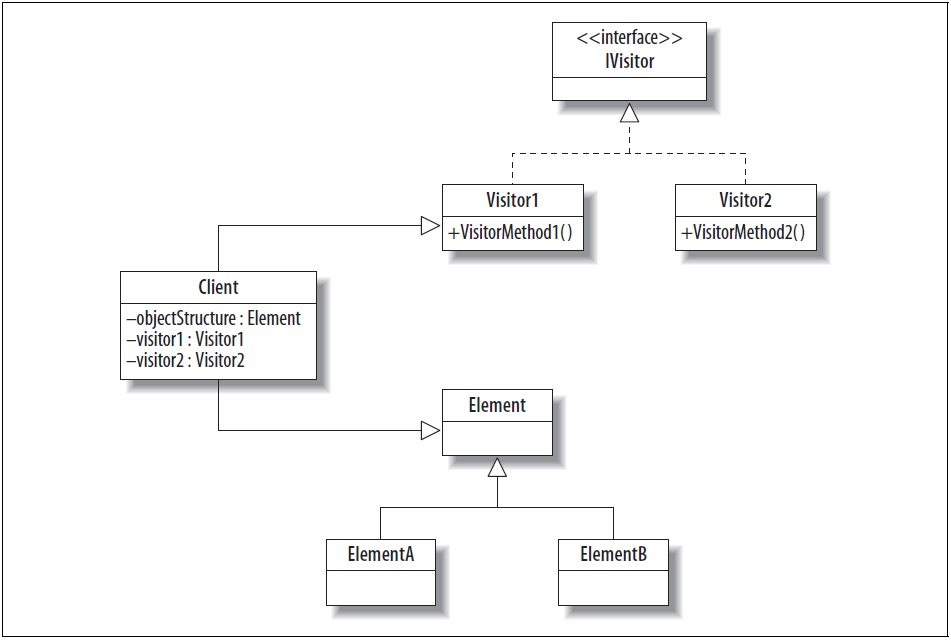 <<interface>>
IVisitor
Visitor1
+VisitorMethod1()
Visitor2
+VisitorMethod2()
Client
–objectStructure : Element
–visitor1 : Visitor1
–visitor2 : Visitor2
Element
ElementA
ElementB